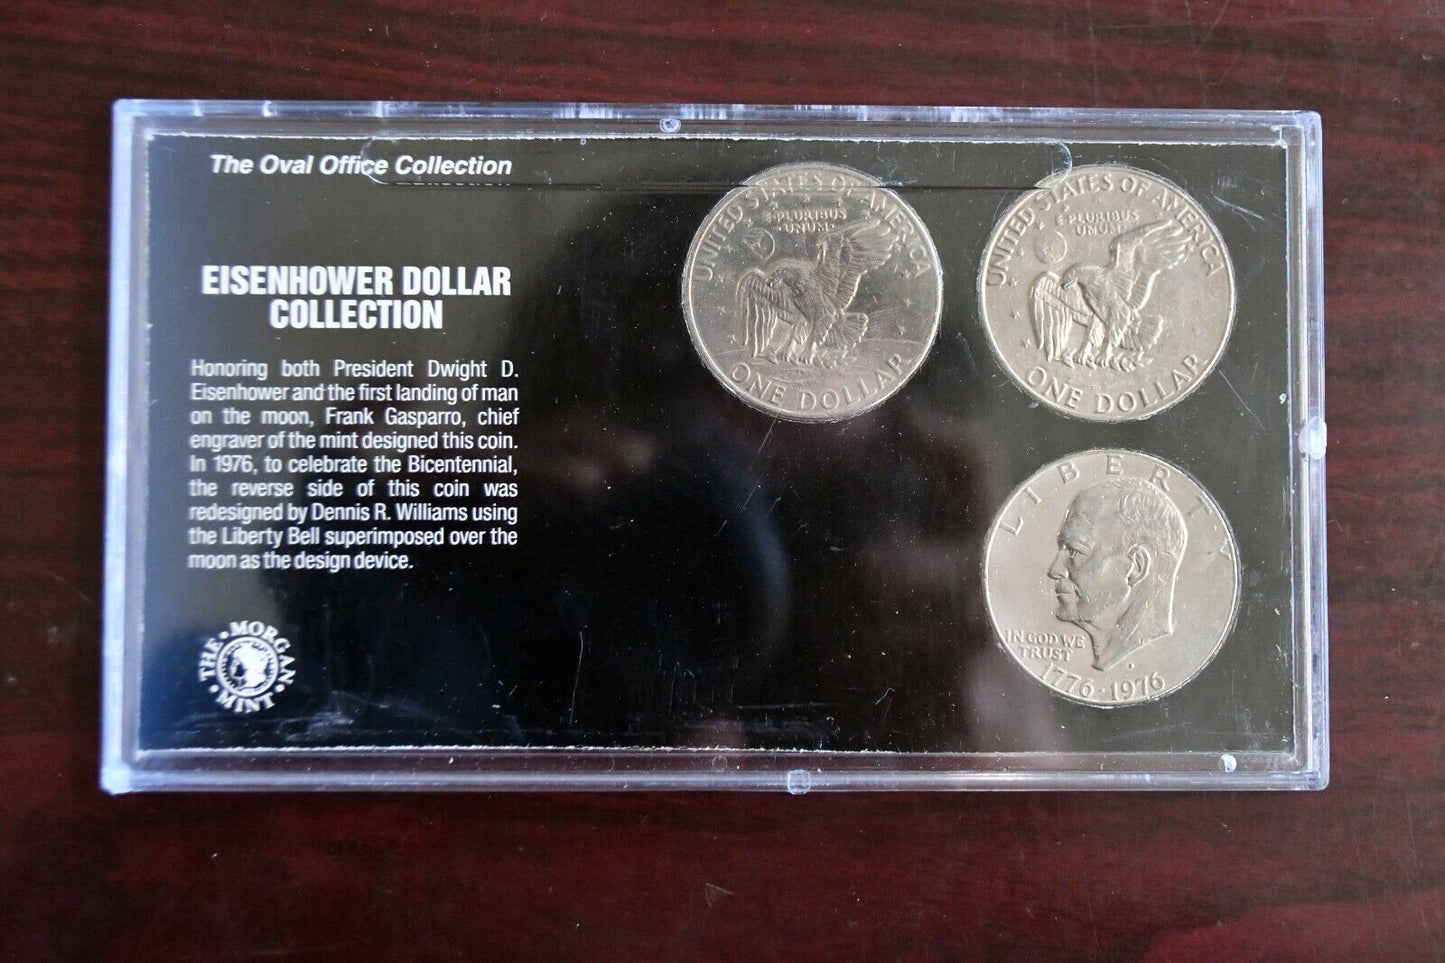 The Oval Office Collection
EISENHOWER DOLLAR
COLLECTION
Honoring both President Dwight D.
Eisenhower and the first landing of man
on the moon, Frank Gasparro, chief
engraver of the mint designed this coin.
In 1976, to celebrate the Bicentennial,
the reverse side of this coin was
redesigned by Dennis R. Williams using
the Liberty Bell superimposed over the
moon as the design device.
THE • MORGAN • MINT •
UNITED STATES OF AMERICA
E PLURIBUS
UNUM
ONE DOLLAR
UNITED STATES OF AMERICA
E PLURIBUS
UNUM
ONE DOLLAR
LIBERTY
IN GOD WE
TRUST
D
1776·1976